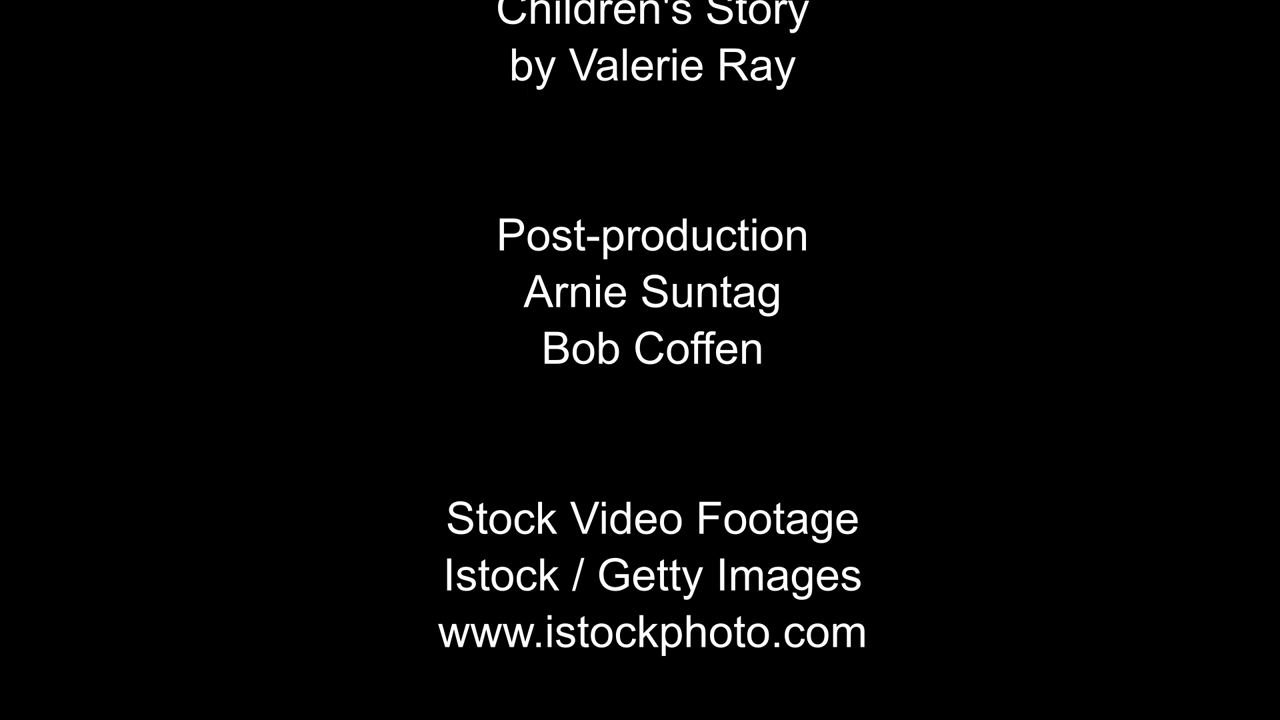 Children's Story
by Valerie Ray
Post-production
Arnie Suntag
Bob Coffen
Stock Video Footage
Istock / Getty Images
www.istockphoto.com